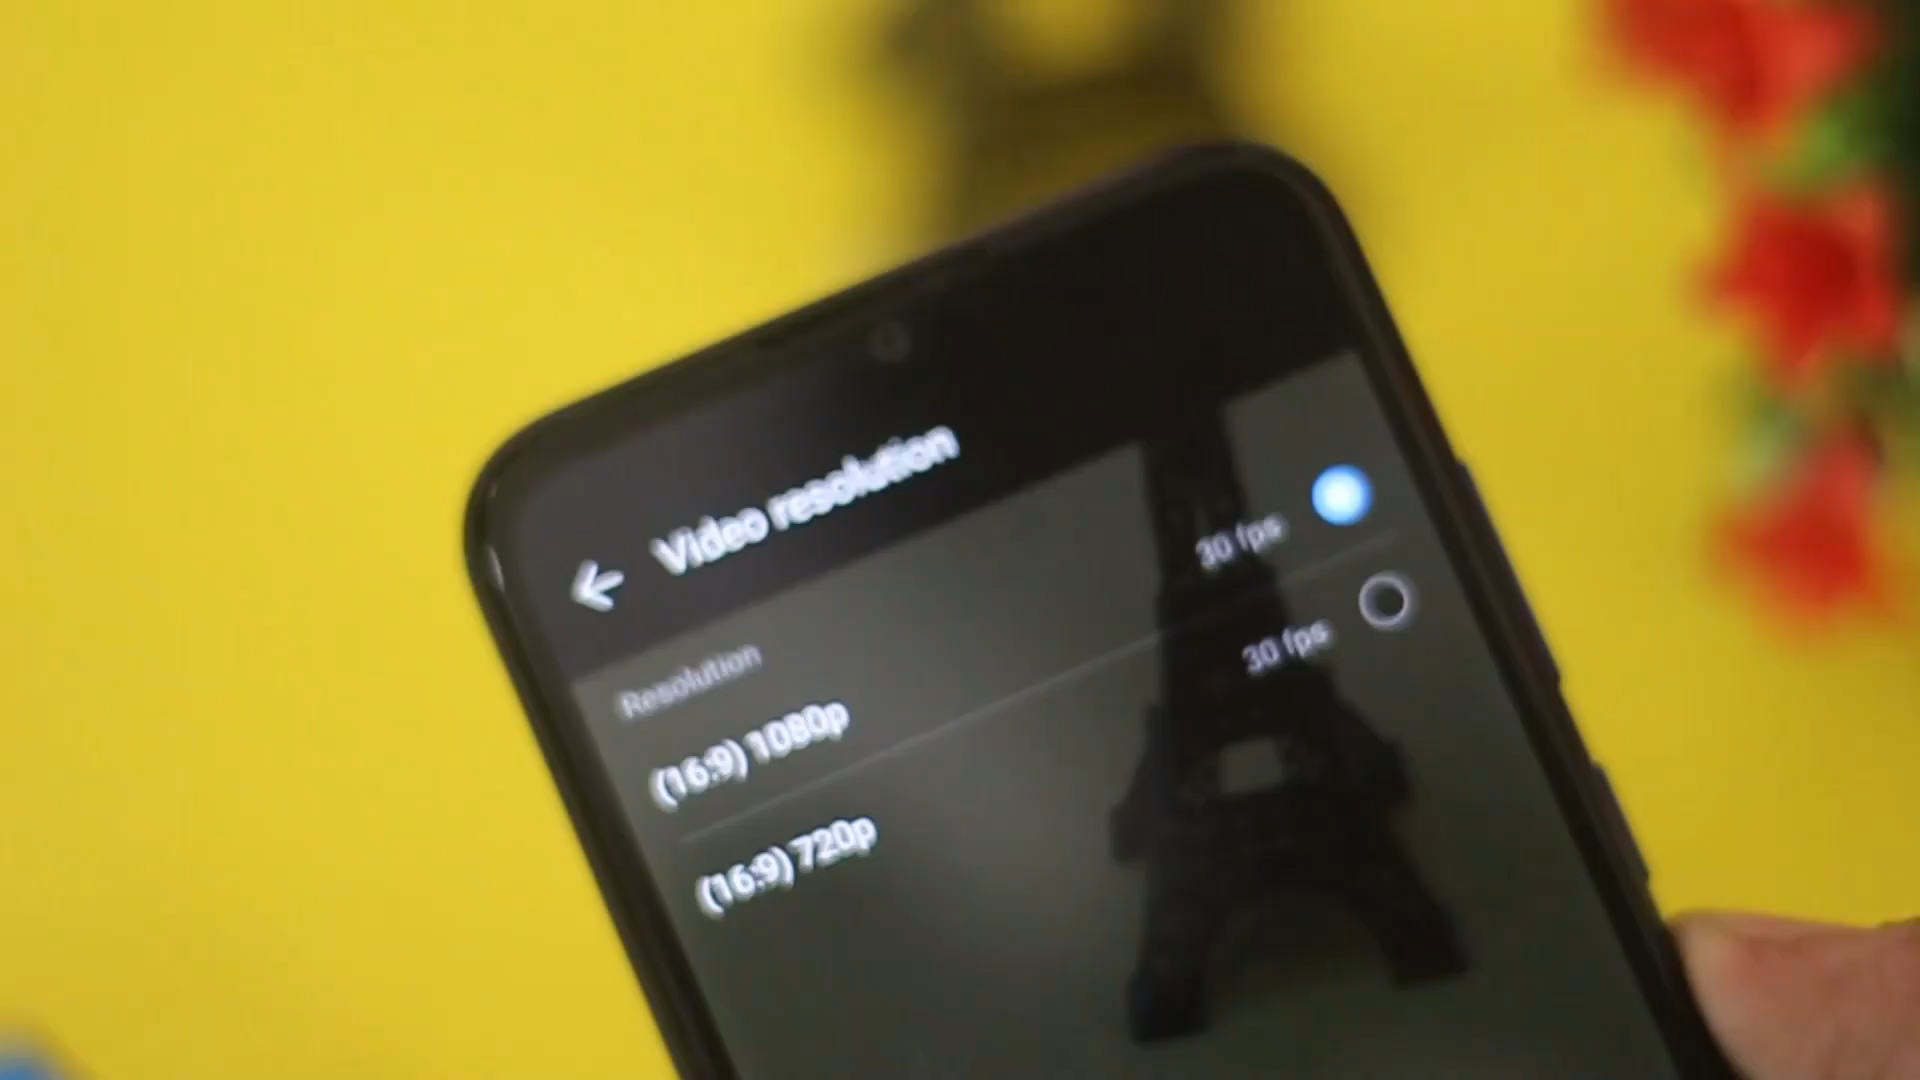 Video resolution
Resolution
(16:9) 1080p 30 fps
(16:9) 720p 30 fps